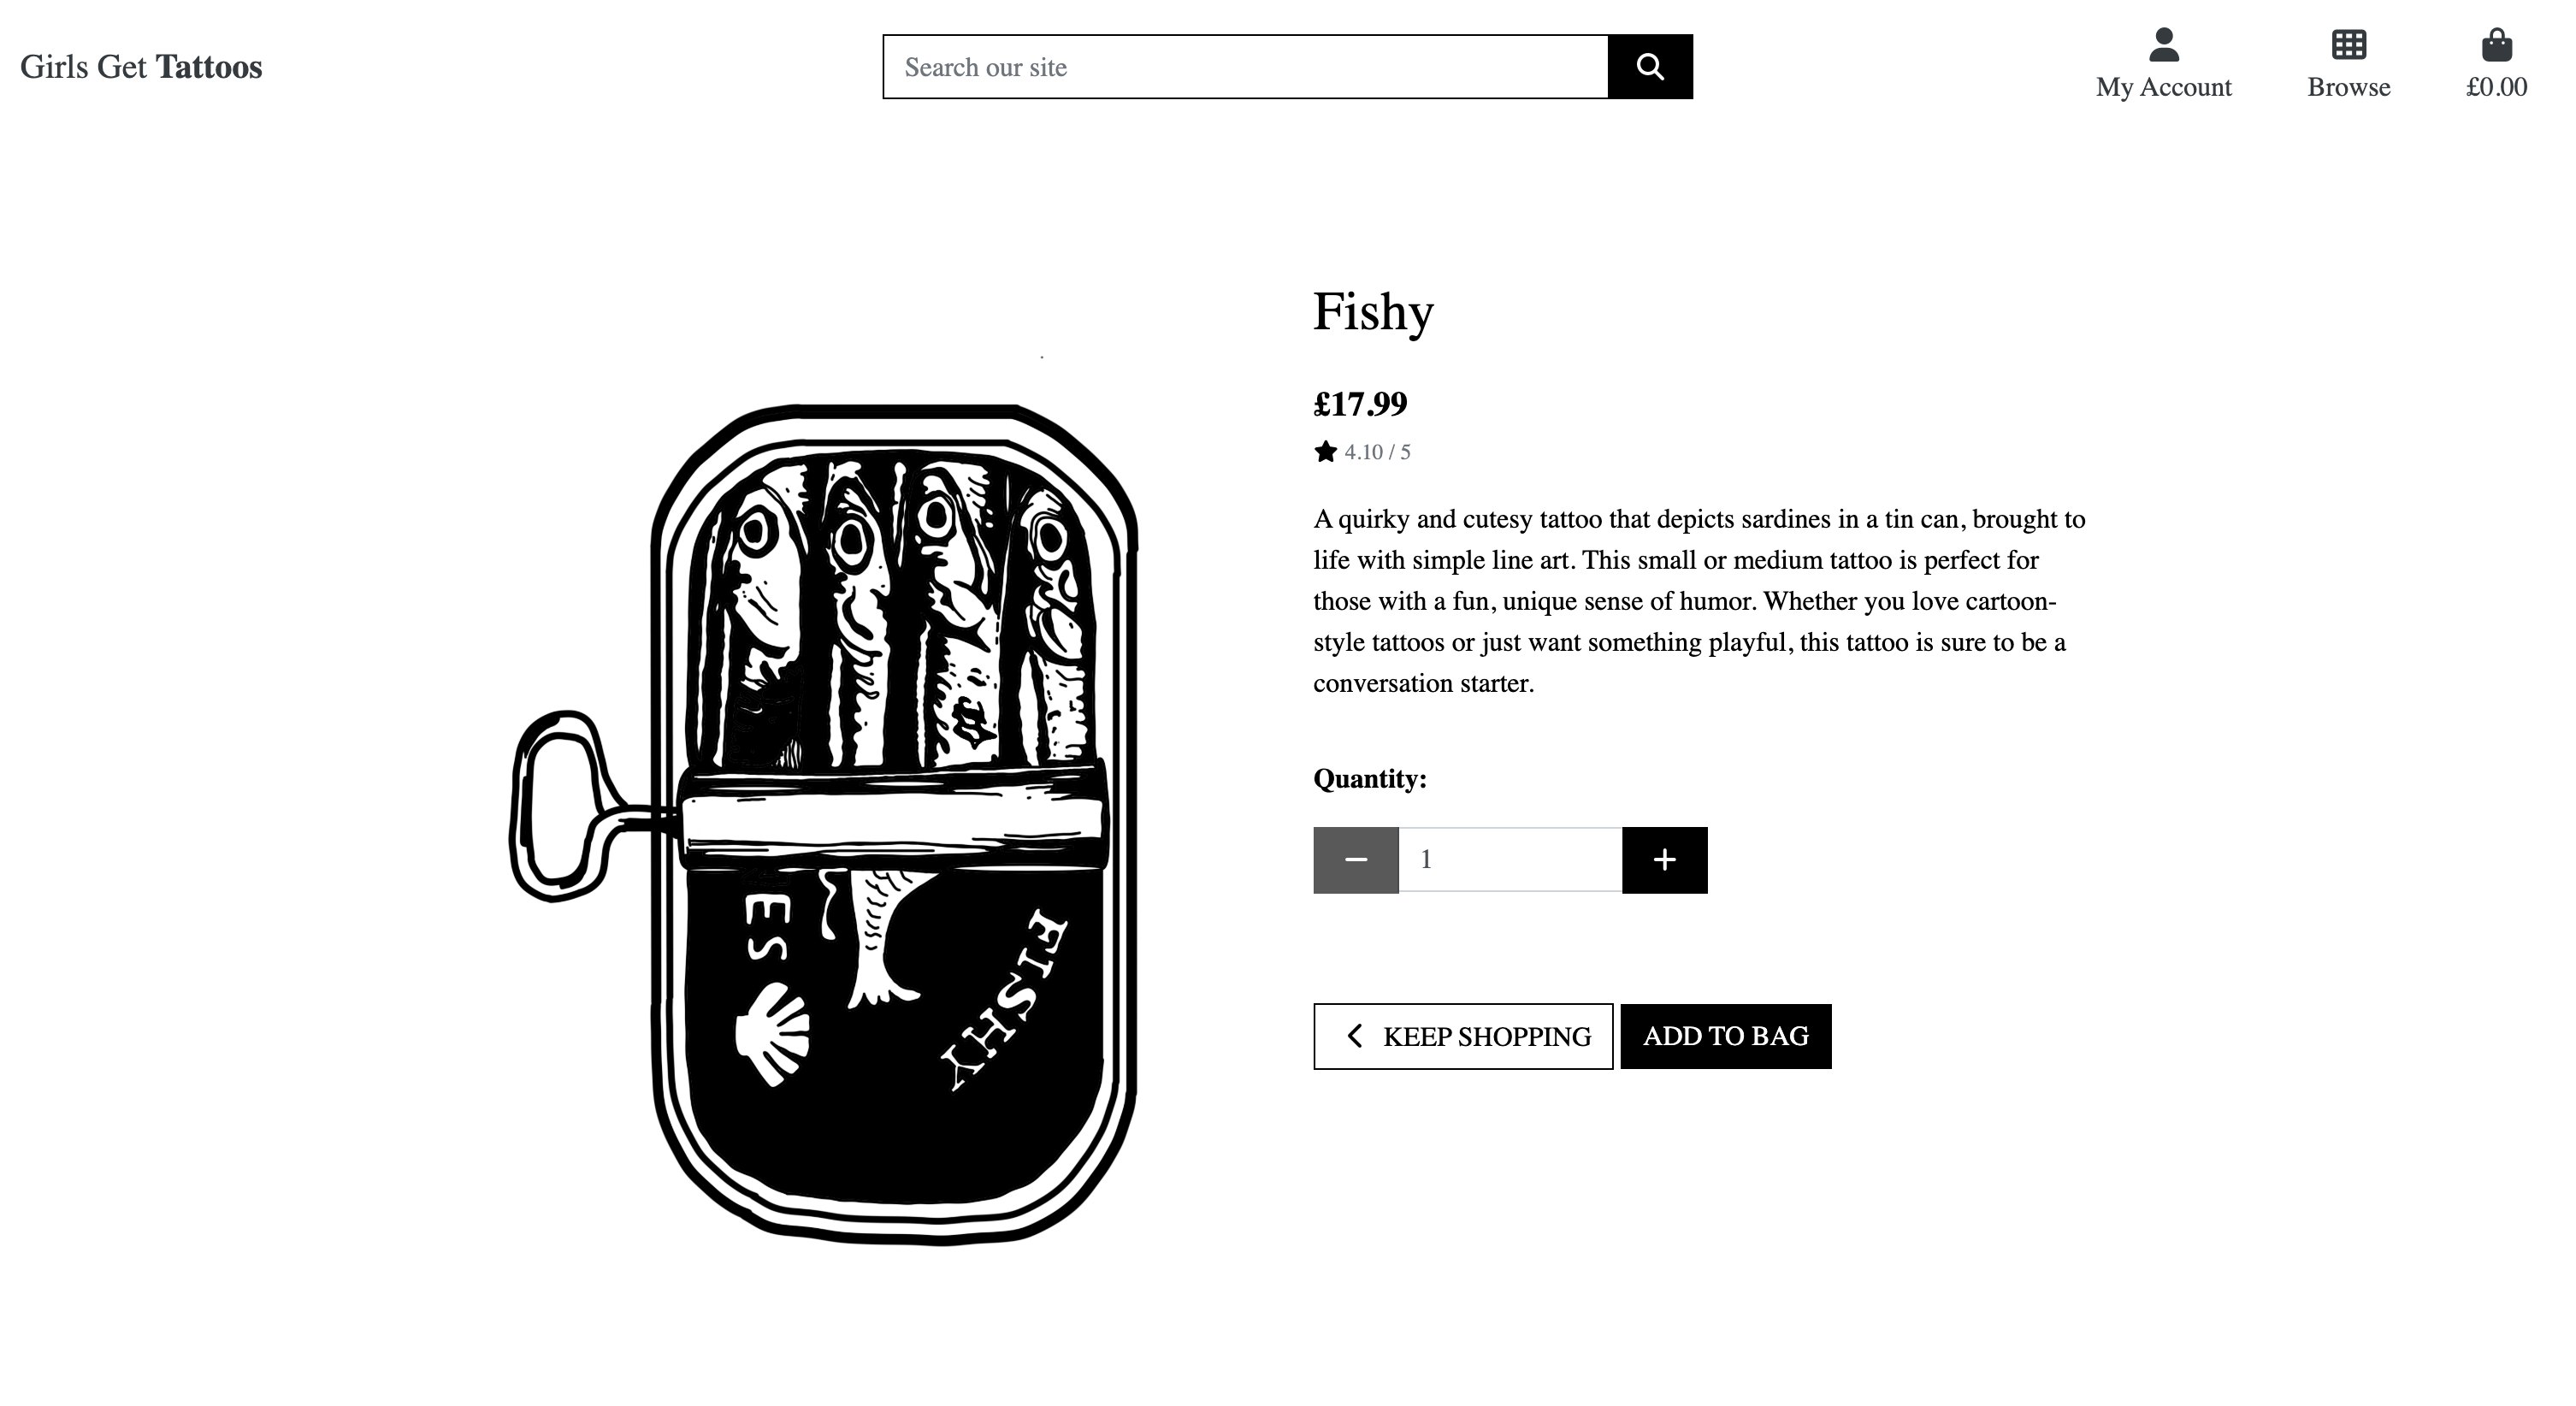 Girls Get Tattoos
Search our site
My Account
Browse
£0.00
Fishy
£17.99
4.10 / 5
A quirky and cutesy tattoo that depicts sardines in a tin can, brought to
life with simple line art. This small or medium tattoo is perfect for
those with a fun, unique sense of humor. Whether you love cartoon-
style tattoos or just want something playful, this tattoo is sure to be a
conversation starter.
Quantity:
− 1 +
KEEP SHOPPING
ADD TO BAG
ES
FISHY